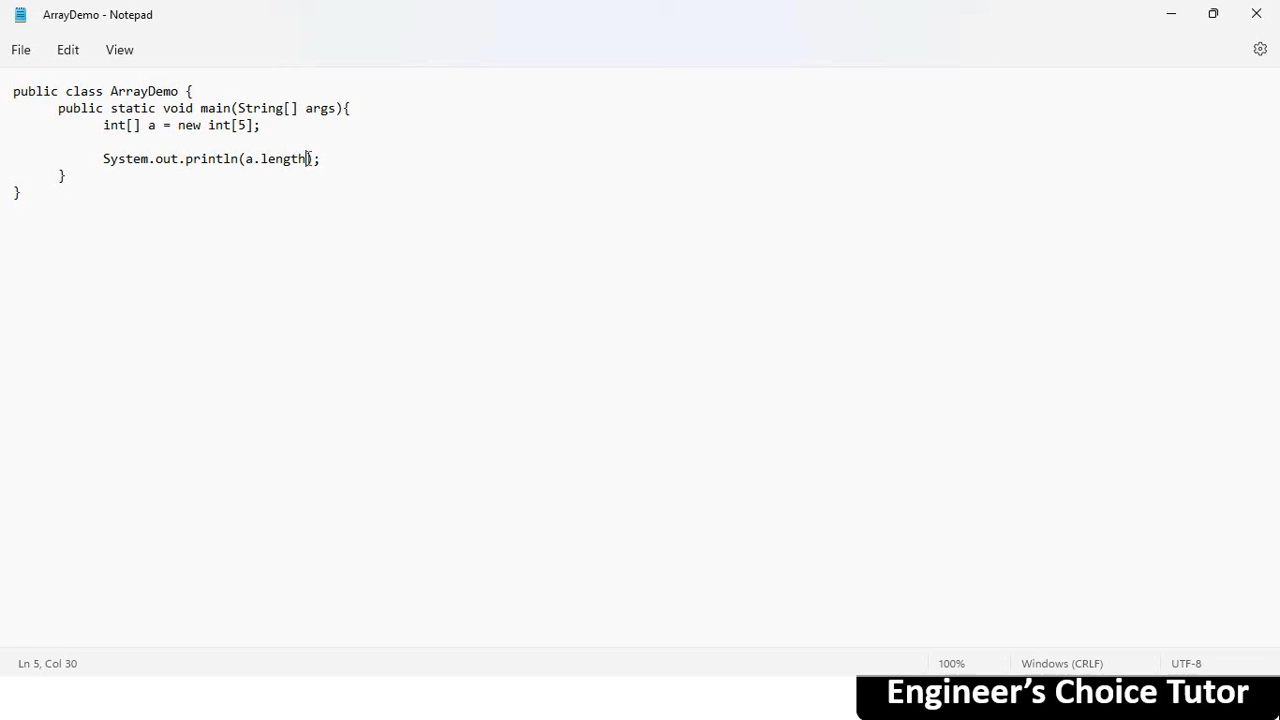 ArrayDemo - Notepad
File Edit View
public class ArrayDemo {
public static void main(String[] args){
int[] a = new int[5];
System.out.println(a.length);
}
}
Ln 5, Col 30 100% Windows (CRLF) UTF-8
Engineer’s Choice Tutor